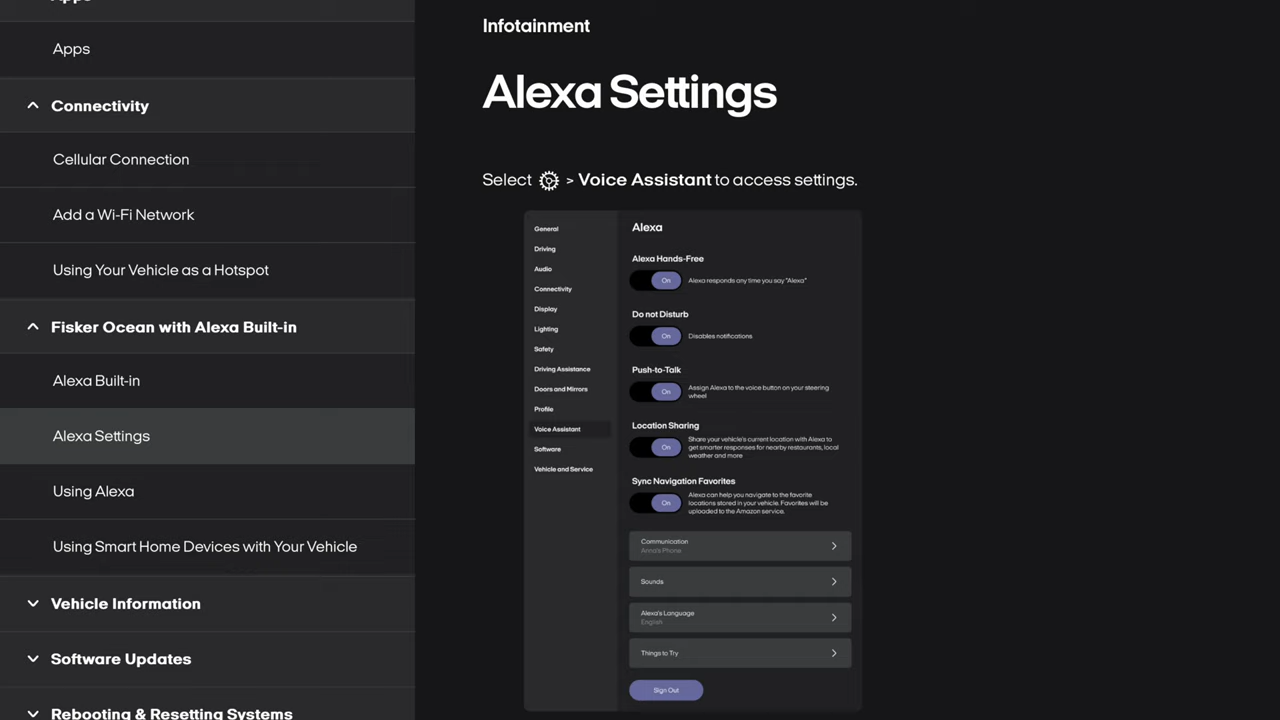 Apps
Apps
Connectivity
Cellular Connection
Add a Wi-Fi Network
Using Your Vehicle as a Hotspot
Fisker Ocean with Alexa Built-in
Alexa Built-in
Alexa Settings
Using Alexa
Using Smart Home Devices with Your Vehicle
Vehicle Information
Software Updates
Rebooting & Resetting Systems
Infotainment
Alexa Settings
Select > Voice Assistant to access settings.
General
Driving
Audio
Connectivity
Display
Lighting
Safety
Driving Assistance
Doors and Mirrors
Profile
Voice Assistant
Software
Vehicle and Service
Alexa
Alexa Hands-Free
On
Alexa responds any time you say "Alexa"
Do not Disturb
On
Disables notifications
Push-to-Talk
On
Assign Alexa to the voice button on your steering
wheel
Location Sharing
On
Share your vehicle's current location with Alexa to
get smarter responses for nearby restaurants, local
weather and more
Sync Navigation Favorites
On
Alexa can help you navigate to the favorite
locations stored in your vehicle. Favorites will be
uploaded to the Amazon service.
Communication
Anna's Phone
Sounds
Alexa's Language
English
Things to Try
Sign Out